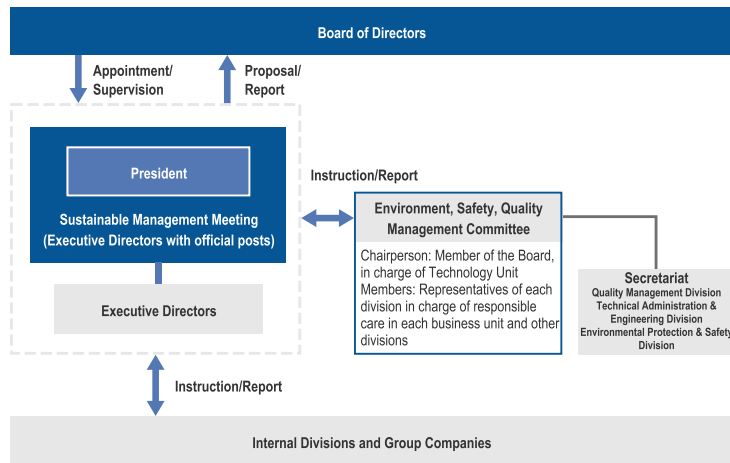 Board of Directors
Appointment/
Supervision
Proposal/
Report
President
Sustainable Management Meeting
(Executive Directors with official posts)
Executive Directors
Instruction/Report
Environment, Safety, Quality
Management Committee
Chairperson: Member of the Board,
in charge of Technology Unit
Members: Representatives of each
division in charge of responsible
care in each business unit and other
divisions
Secretariat
Quality Management Division
Technical Administration &
Engineering Division
Environmental Protection & Safety
Division
Instruction/Report
Internal Divisions and Group Companies